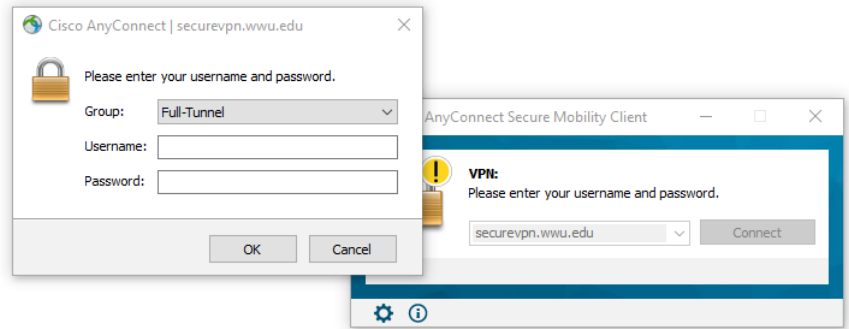 Cisco AnyConnect | securevpn.wwu.edu
Please enter your username and password.
Group: Full-Tunnel
Username:
Password:
OK Cancel
AnyConnect Secure Mobility Client
VPN:
Please enter your username and password.
securevpn.wwu.edu Connect